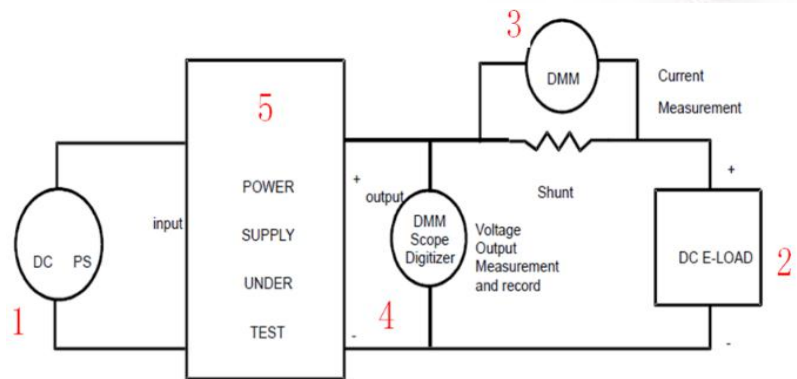 3
DMM
Current
Measurement
5
POWER
SUPPLY
UNDER
TEST
input
+
output
-
DC PS
1
DMM
Scope
Digitizer
Voltage
Output
Measurement
and record
4
Shunt
+
DC E-LOAD
2
-